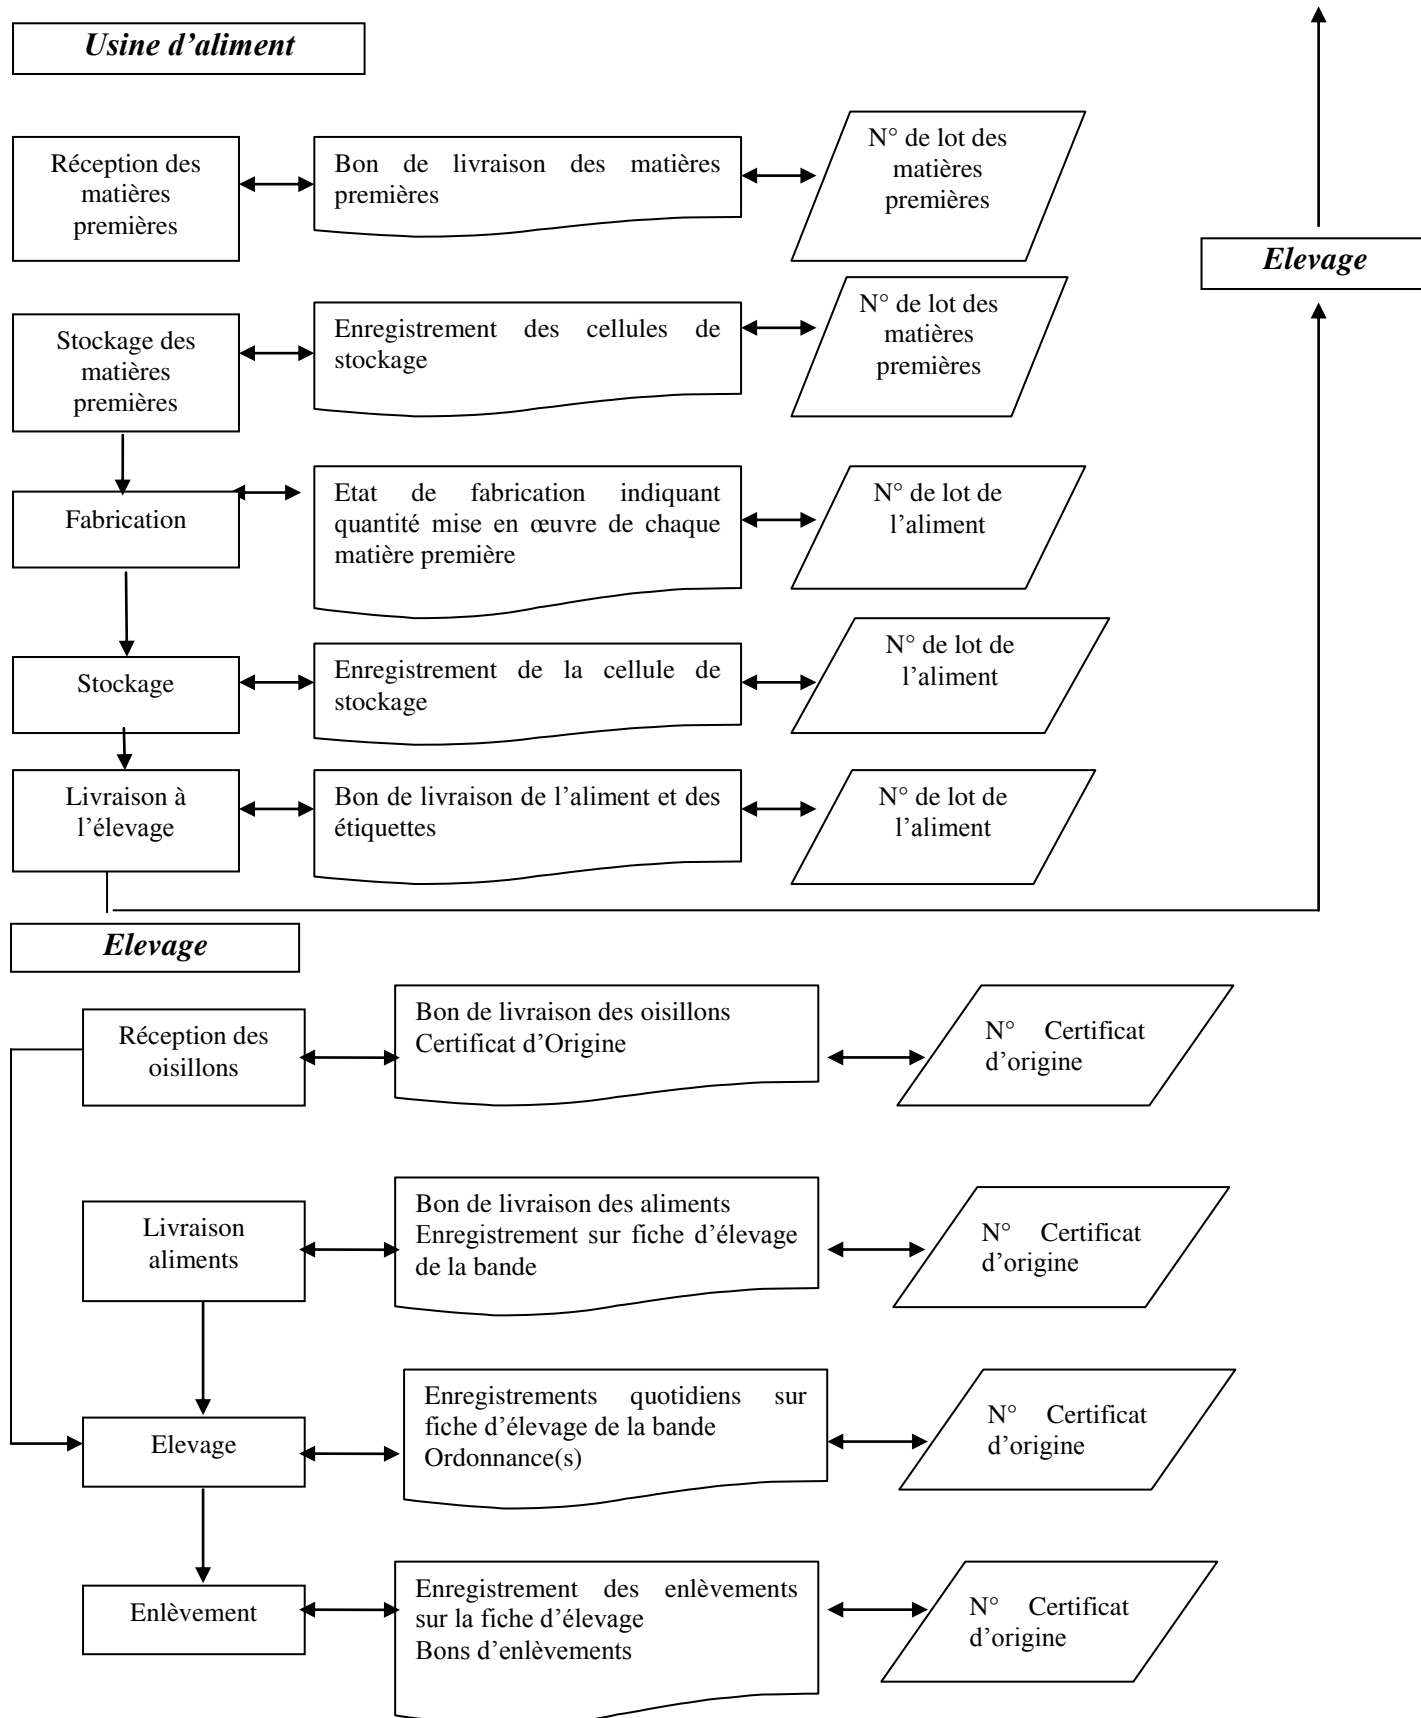 Usine d’aliment
Réception des
matières
premières
Bon de livraison des matières
premières
N° de lot des
matières
premières
Elevage
Stockage des
matières
premières
Enregistrement des cellules de
stockage
N° de lot des
matières
premières
Fabrication
Etat de fabrication indiquant
quantité mise en œuvre de chaque
matière première
N° de lot de
l’aliment
Stockage
Enregistrement de la cellule de
stockage
N° de lot de
l’aliment
Livraison à
l’élevage
Bon de livraison de l’aliment et des
étiquettes
N° de lot de
l’aliment
Elevage
Réception des
oisillons
Bon de livraison des oisillons
Certificat d’Origine
N° Certificat
d’origine
Livraison
aliments
Bon de livraison des aliments
Enregistrement sur fiche d’élevage
de la bande
N° Certificat
d’origine
Elevage
Enregistrements quotidiens sur
fiche d’élevage de la bande
Ordonnance(s)
N° Certificat
d’origine
Enlèvement
Enregistrement des enlèvements
sur la fiche d’élevage
Bons d’enlèvements
N° Certificat
d’origine